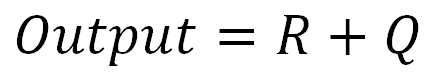 Output = R + Q